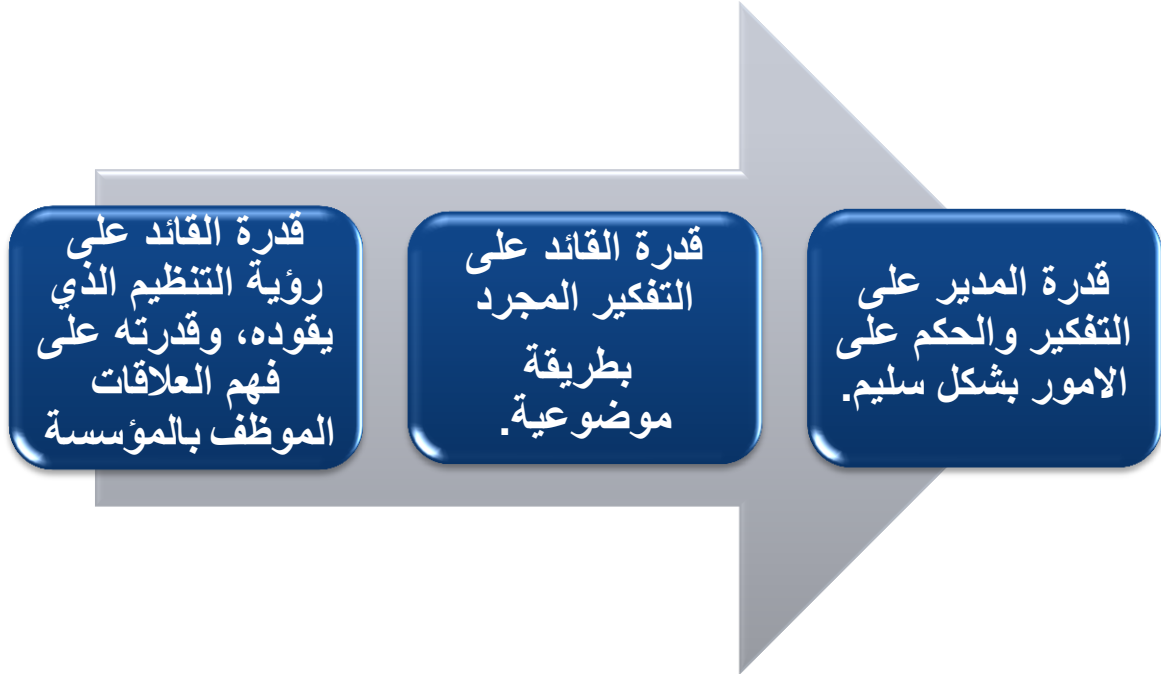 قدرة المدير على
التفكير والحكم على
الامور بشكل سليم.
قدرة القائد على
التفكير المجرد
بطريقة
موضوعية.
قدرة القائد على
رؤية التنظيم الذي
يقوده، وقدرته على
فهم العلاقات
الموظف بالمؤسسة